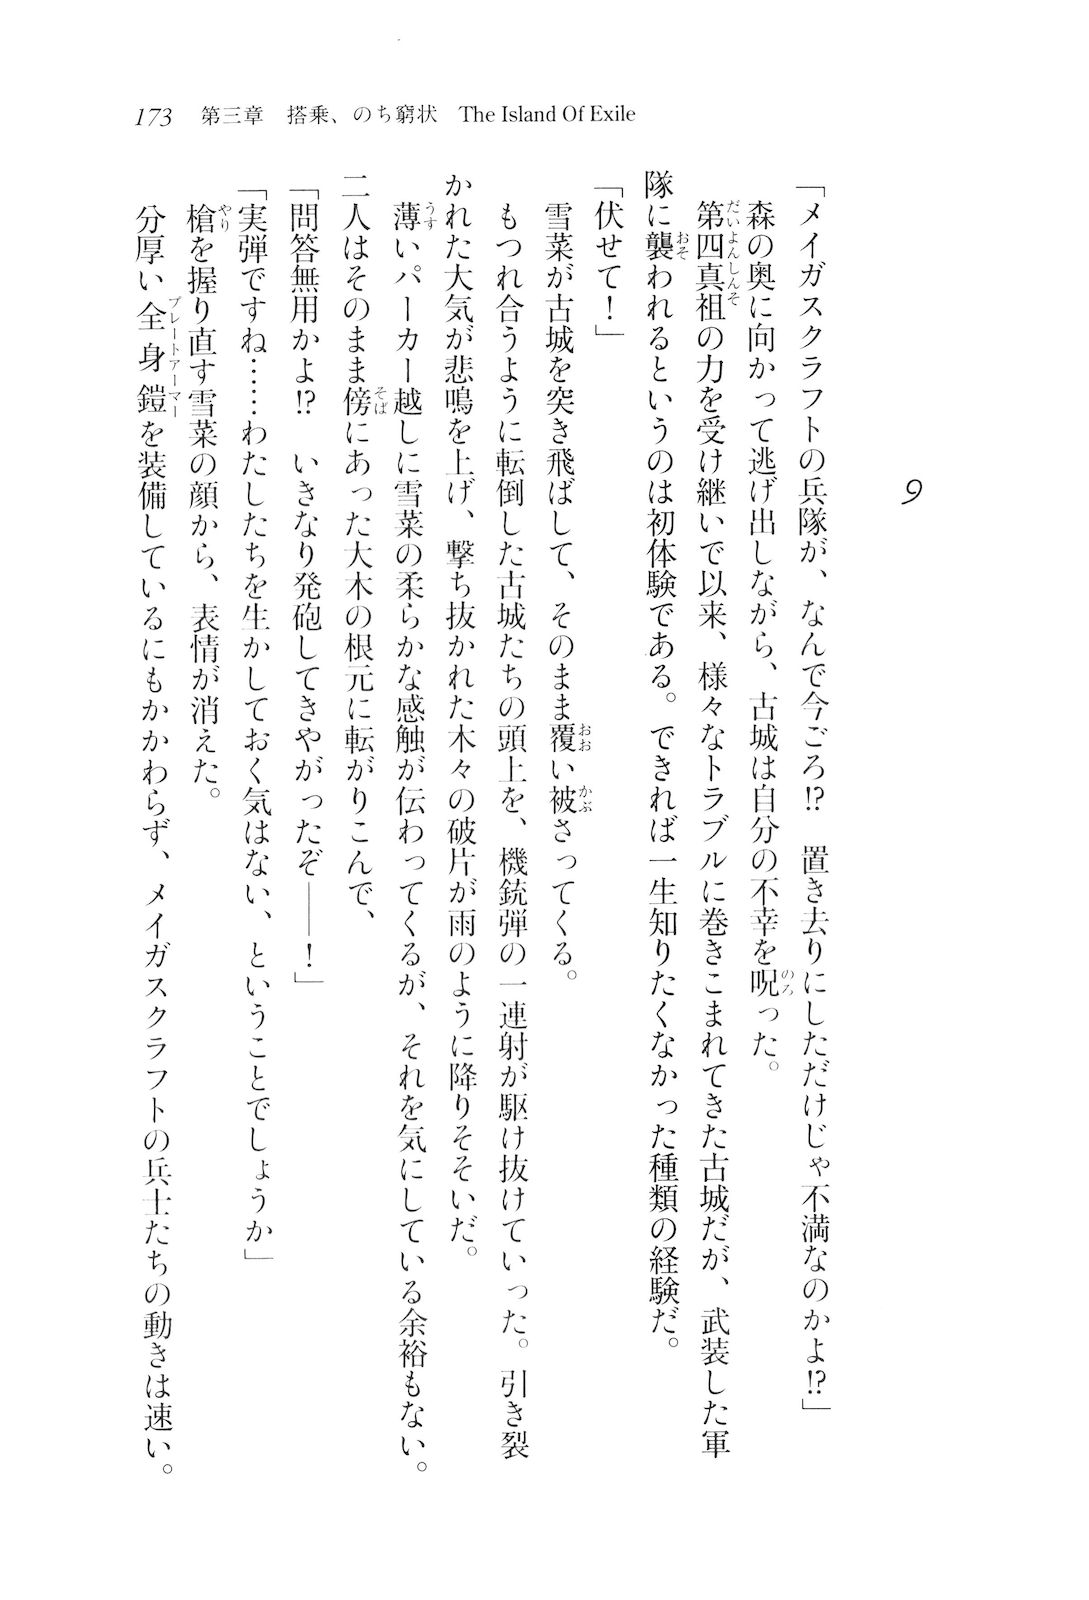 173　第三章　搭乗、のち窮状　The Island Of Exile
9
「メイガスクラフトの兵隊が、なんで今ごろ!?　置き去りにしただけじゃ不満なのかよ!?」
森の奥に向かって逃げ出しながら、古城は自分の不幸を呪った。
第四真祖の力を受け継いで以来、様々なトラブルに巻きこまれてきた古城だが、武装した軍
隊に襲われるというのは初体験である。できれば一生知りたくなかった種類の経験だ。
「伏せて！」
雪菜が古城を突き飛ばして、そのまま覆い被さってくる。
もつれ合うように転倒した古城たちの頭上を、機銃弾の一連射が駆け抜けていった。引き裂
かれた大気が悲鳴を上げ、撃ち抜かれた木々の破片が雨のように降りそそいだ。
薄いパーカー越しに雪菜の柔らかな感触が伝わってくるが、それを気にしている余裕もない。
二人はそのまま傍にあった大木の根元に転がりこんで、
「問答無用かよ!?　いきなり発砲してきやがったぞ――！」
「実弾ですね……わたしたちを生かしておく気はない、ということでしょうか」
槍を握り直す雪菜の顔から、表情が消えた。
分厚い全身鎧を装備しているにもかかわらず、メイガスクラフトの兵士たちの動きは速い。